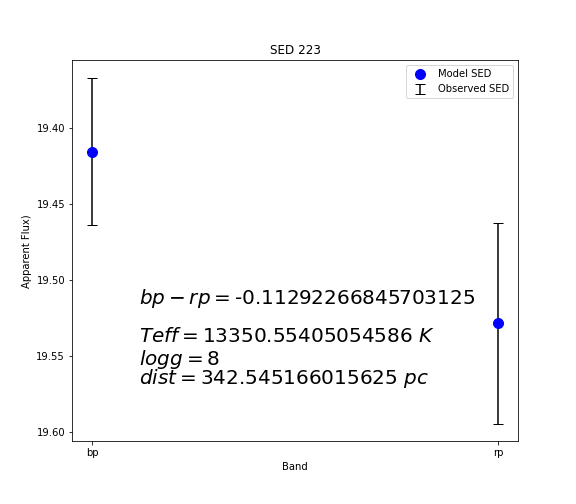 SED 223
Model SED
Observed SED
19.40
19.45
19.50
19.55
19.60
Apparent Flux)
bp − rp = -0.11292266845703125
Teff = 13350.55405054586 K
logg = 8
dist = 342.545166015625 pc
bp
rp
Band